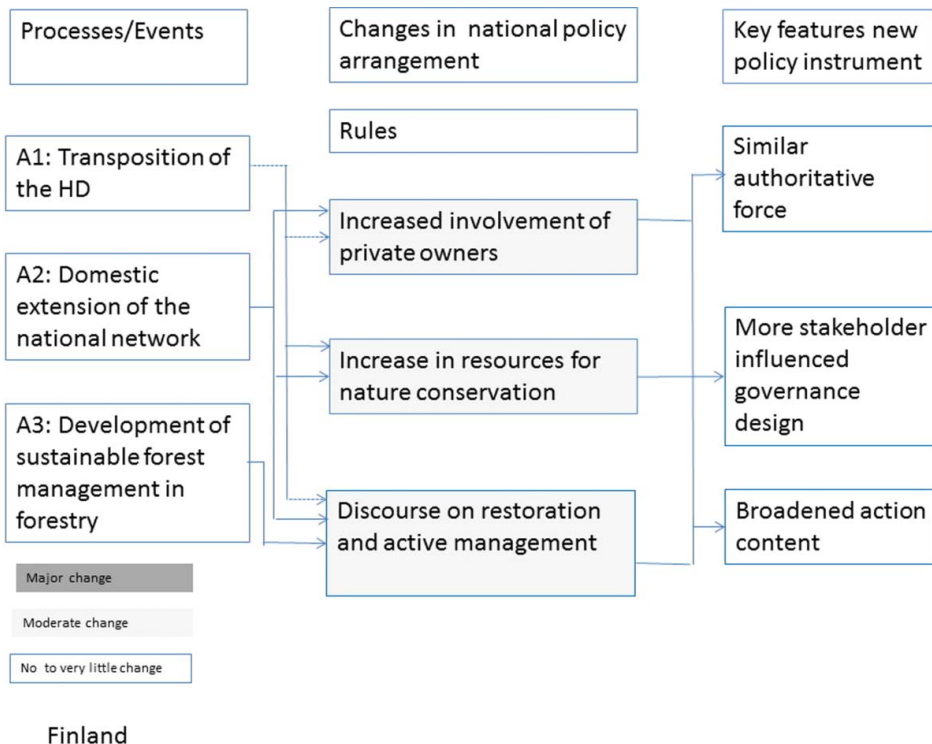 Processes/Events
Changes in national policy
arrangement
Key features new
policy instrument
Rules
A1: Transposition of
the HD
A2: Domestic
extension of the
national network
A3: Development of
sustainable forest
management in
forestry
Increased involvement of
private owners
Increase in resources for
nature conservation
Discourse on restoration
and active management
Similar
authoritative
force
More stakeholder
influenced
governance
design
Broadened action
content
Major change
Moderate change
No to very little change
Finland